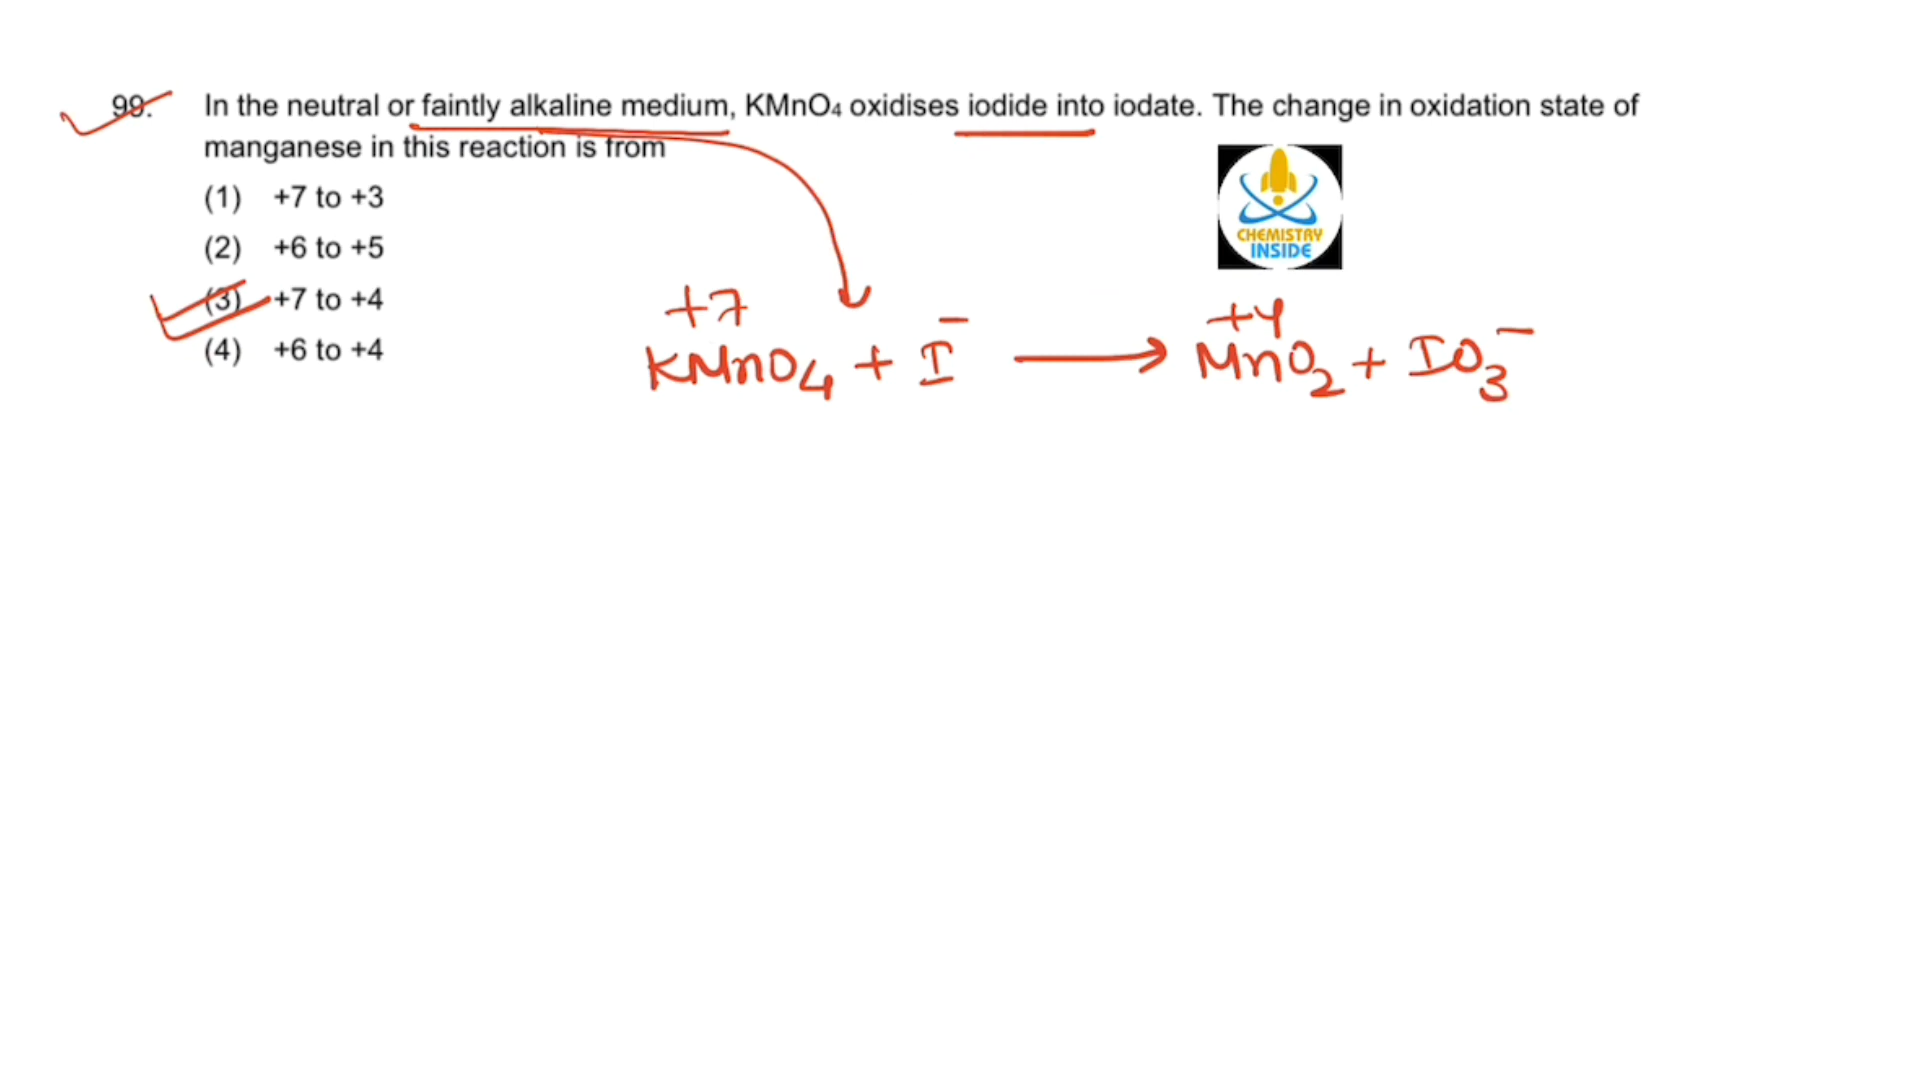 99. In the neutral or faintly alkaline medium, KMnO₄ oxidises iodide into iodate. The change in oxidation state of
manganese in this reaction is from
(1) +7 to +3
(2) +6 to +5
(3) +7 to +4
(4) +6 to +4
CHEMISTRY
INSIDE
+7 +4
KMnO₄ + I⁻ ⟶ MnO₂ + IO₃⁻